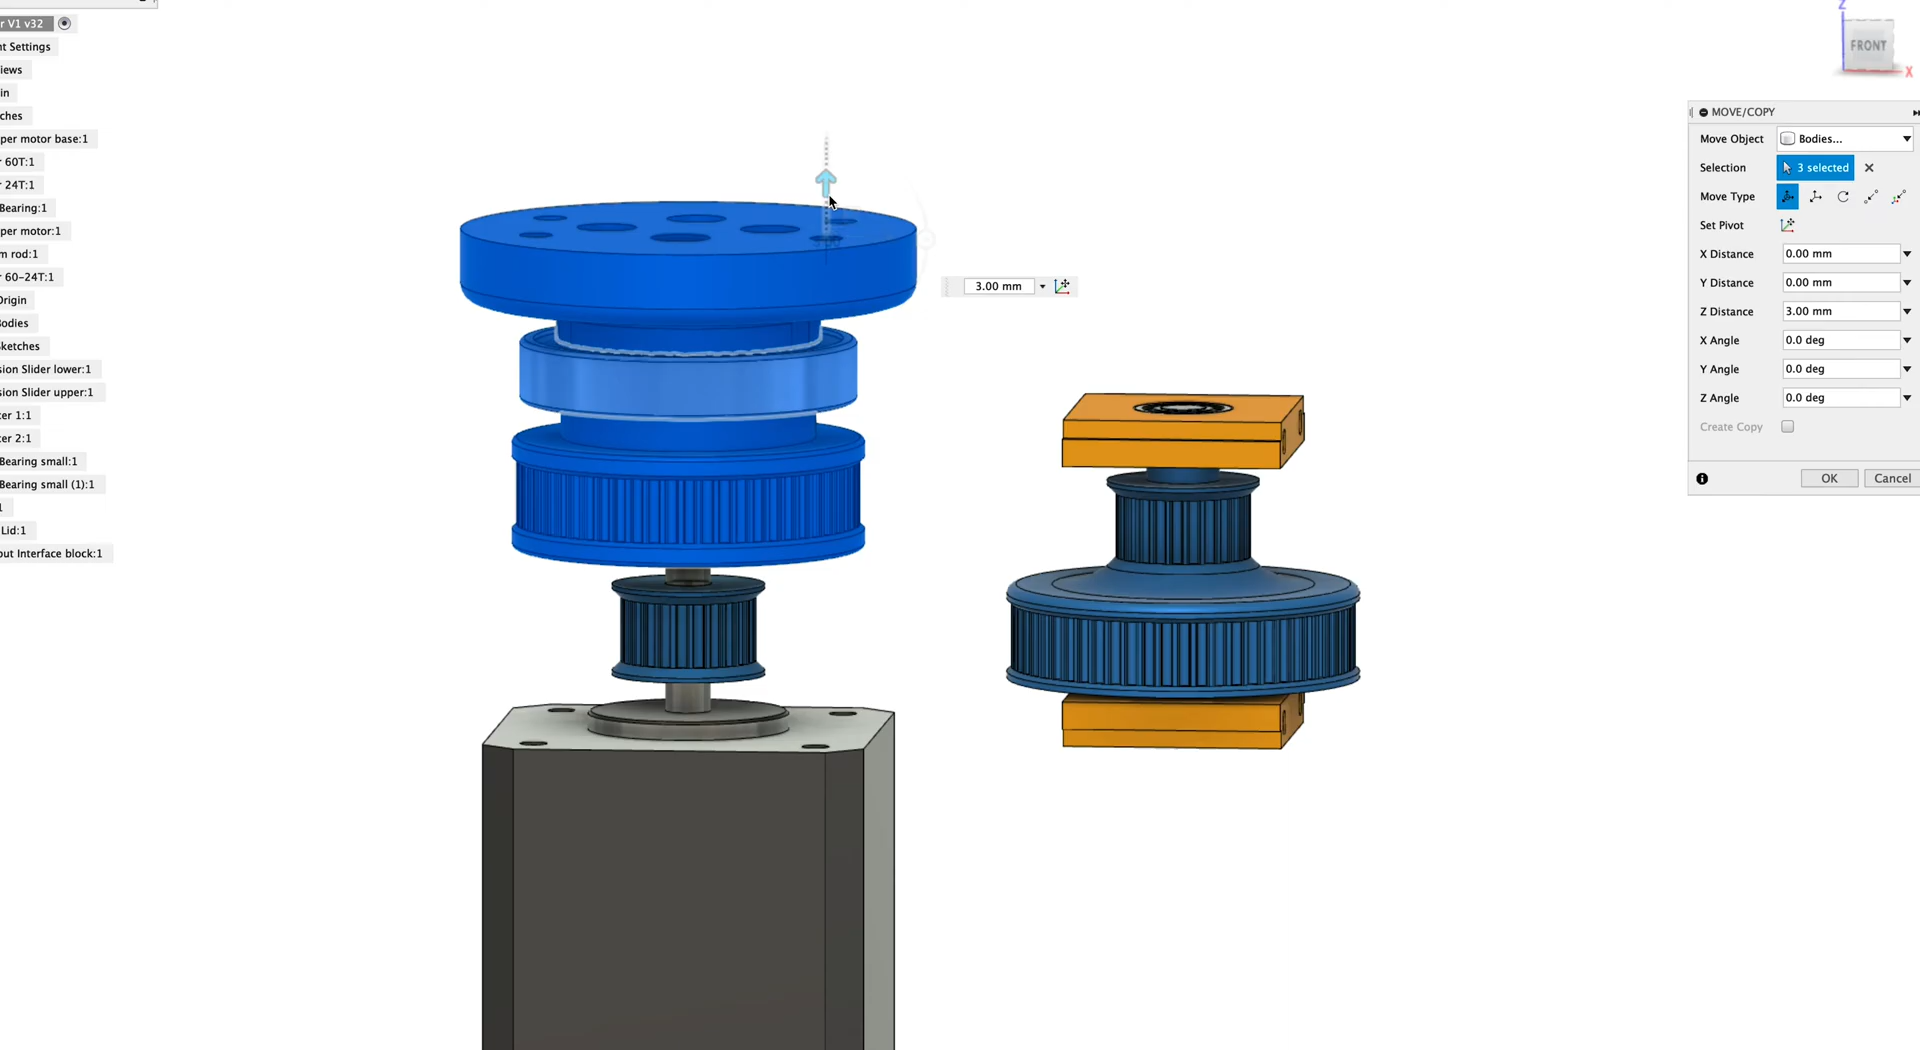 r V1 v32
nt Settings
iews
in
ches
per motor base:1
r 60T:1
r 24T:1
Bearing:1
per motor:1
m rod:1
r 60-24T:1
Origin
Bodies
Sketches
sion Slider lower:1
sion Slider upper:1
cer 1:1
cer 2:1
Bearing small:1
Bearing small (1):1
1
Lid:1
put Interface block:1
3.00 mm
Z
FRONT
X
MOVE/COPY
Move Object Bodies...
Selection 3 selected
Move Type
Set Pivot
X Distance 0.00 mm
Y Distance 0.00 mm
Z Distance 3.00 mm
X Angle 0.0 deg
Y Angle 0.0 deg
Z Angle 0.0 deg
Create Copy
OK Cancel